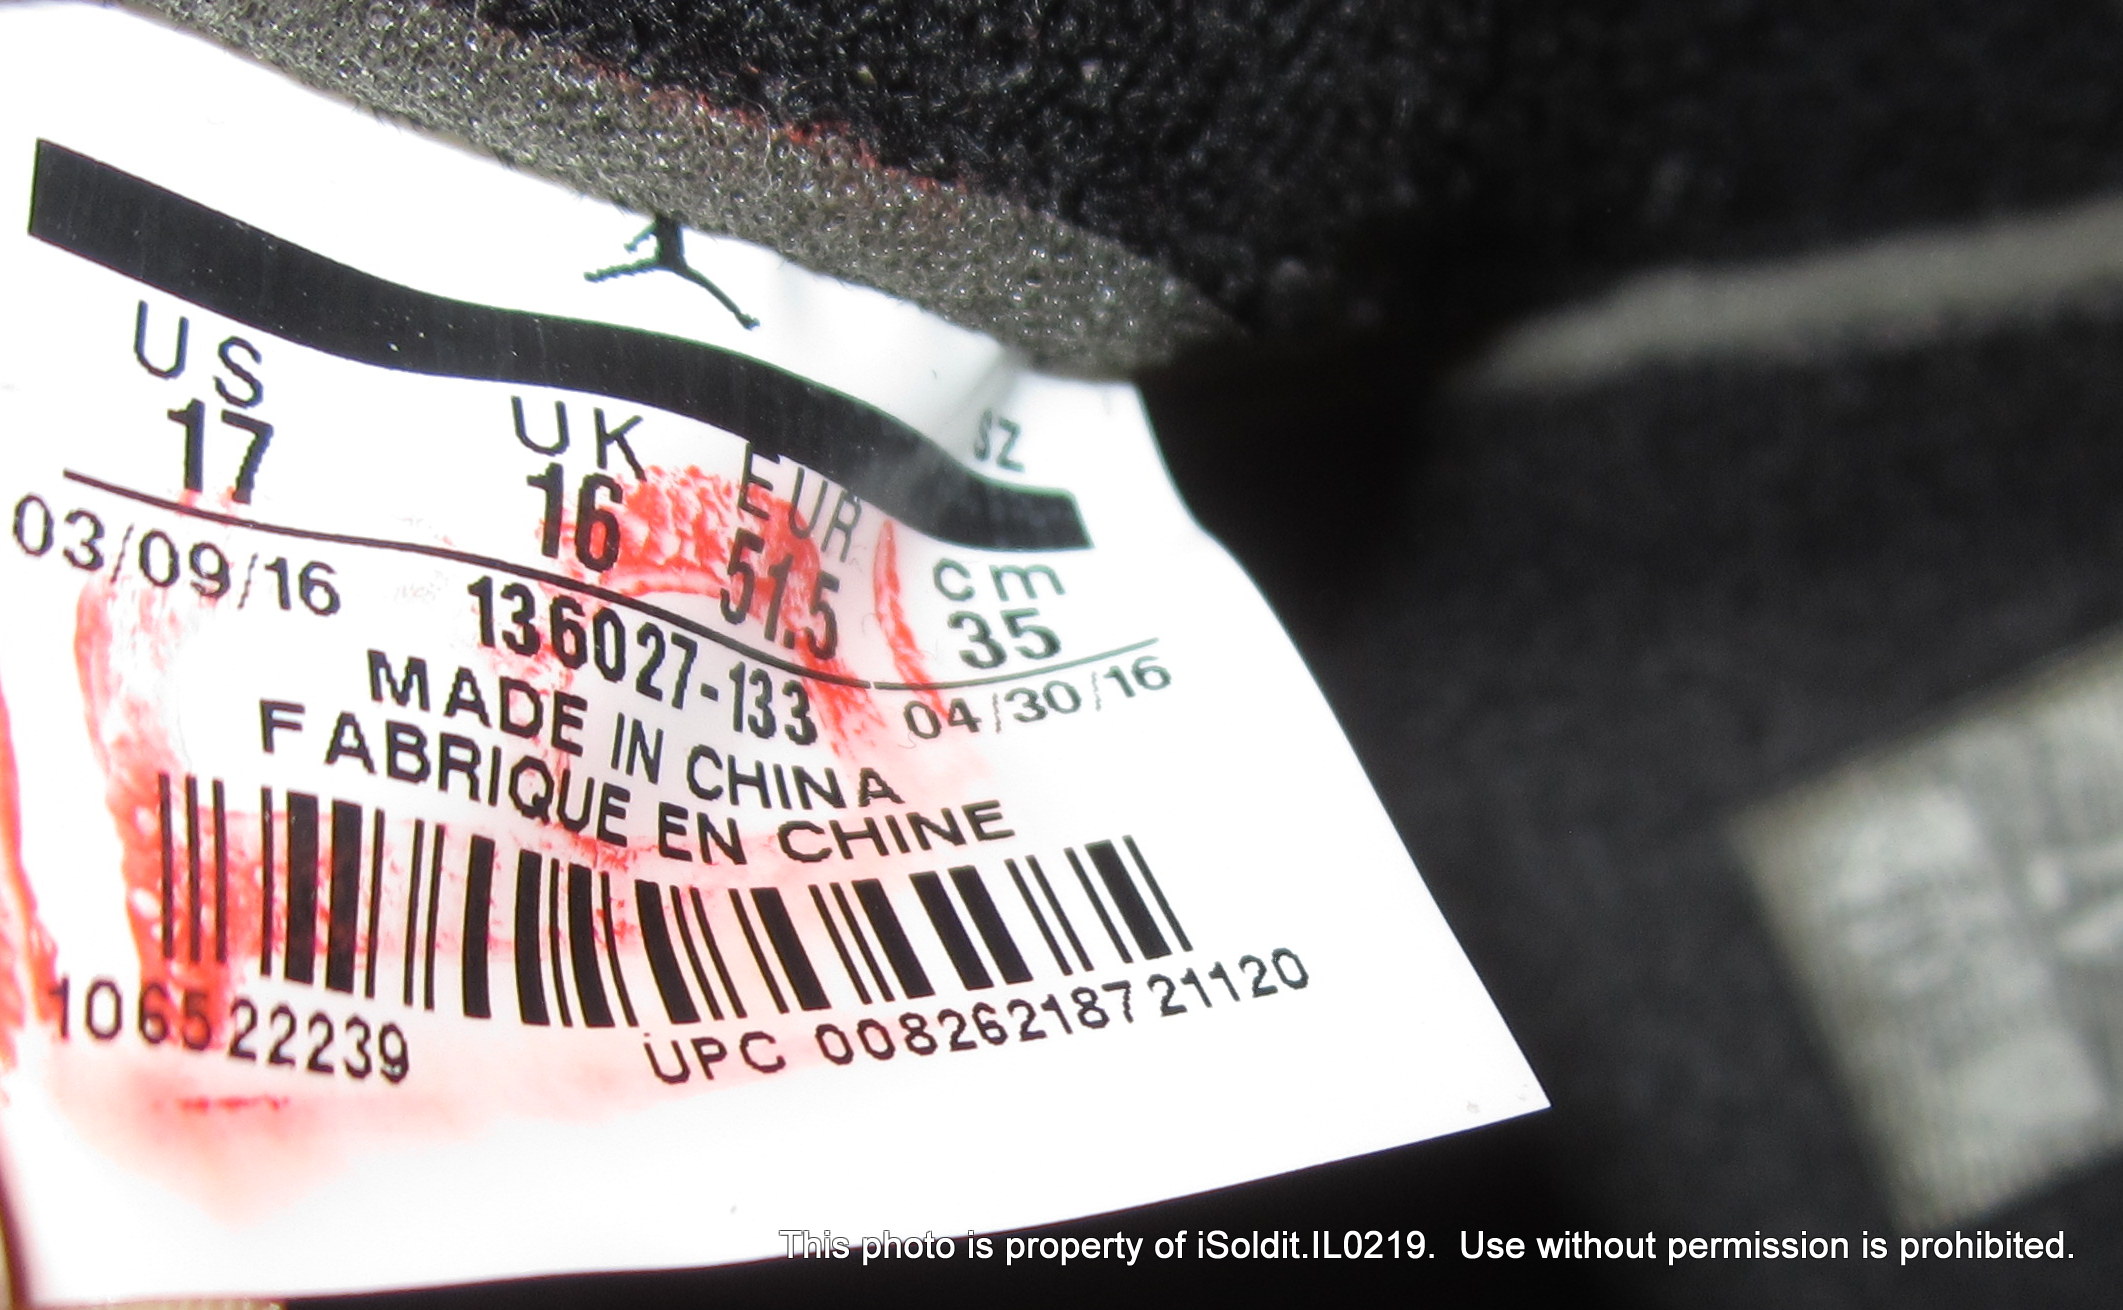 SZ
US UK EUR cm
17 16 51.5 35
03/09/16 136027-133 04/30/16
MADE IN CHINA
FABRIQUE EN CHINE
106522239 UPC 00826218721120
This photo is property of iSoldit.IL0219. Use without permission is prohibited.